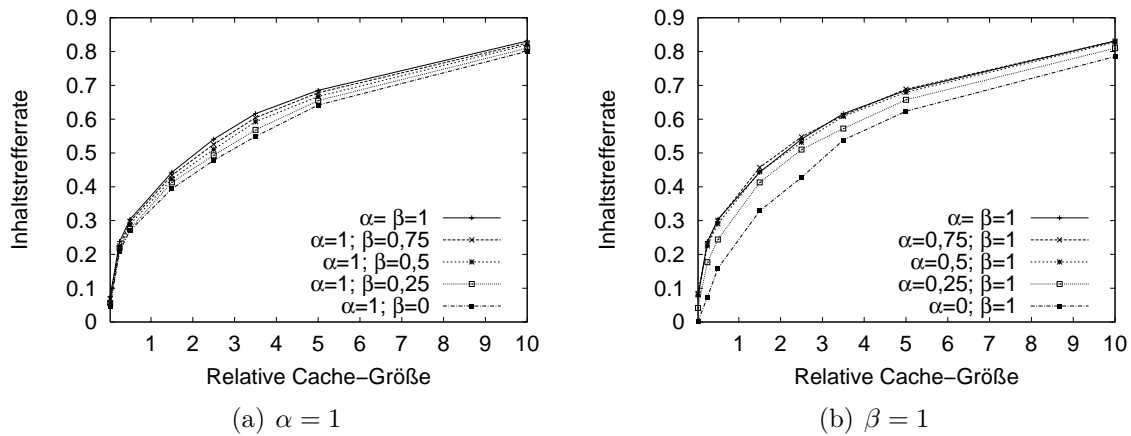 0.9
0.8
0.7
0.6
0.5
0.4
0.3
0.2
0.1
0
Inhaltstrefferrate
α= β=1
α=1; β=0,75
α=1; β=0,5
α=1; β=0,25
α=1; β=0
1 2 3 4 5 6 7 8 9 10
Relative Cache−Größe
(a) α = 1
0.9
0.8
0.7
0.6
0.5
0.4
0.3
0.2
0.1
0
Inhaltstrefferrate
α= β=1
α=0,75; β=1
α=0,5; β=1
α=0,25; β=1
α=0; β=1
1 2 3 4 5 6 7 8 9 10
Relative Cache−Größe
(b) β = 1